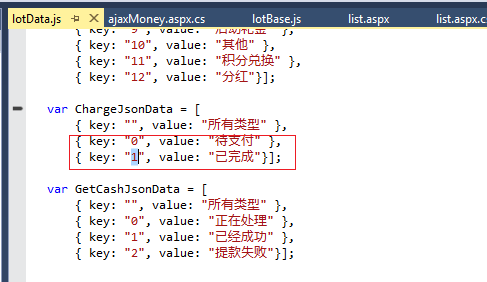 lotData.js ajaxMoney.aspx.cs lotBase.js list.aspx list.aspx.c
{ key: "10", value: "其他" },
{ key: "11", value: "积分兑换" },
{ key: "12", value: "分红"}];
var ChargeJsonData = [
{ key: "", value: "所有类型" },
{ key: "0", value: "待支付" },
{ key: "1", value: "已完成"}];
var GetCashJsonData = [
{ key: "", value: "所有类型" },
{ key: "0", value: "正在处理" },
{ key: "1", value: "已经成功" },
{ key: "2", value: "提款失败"}];